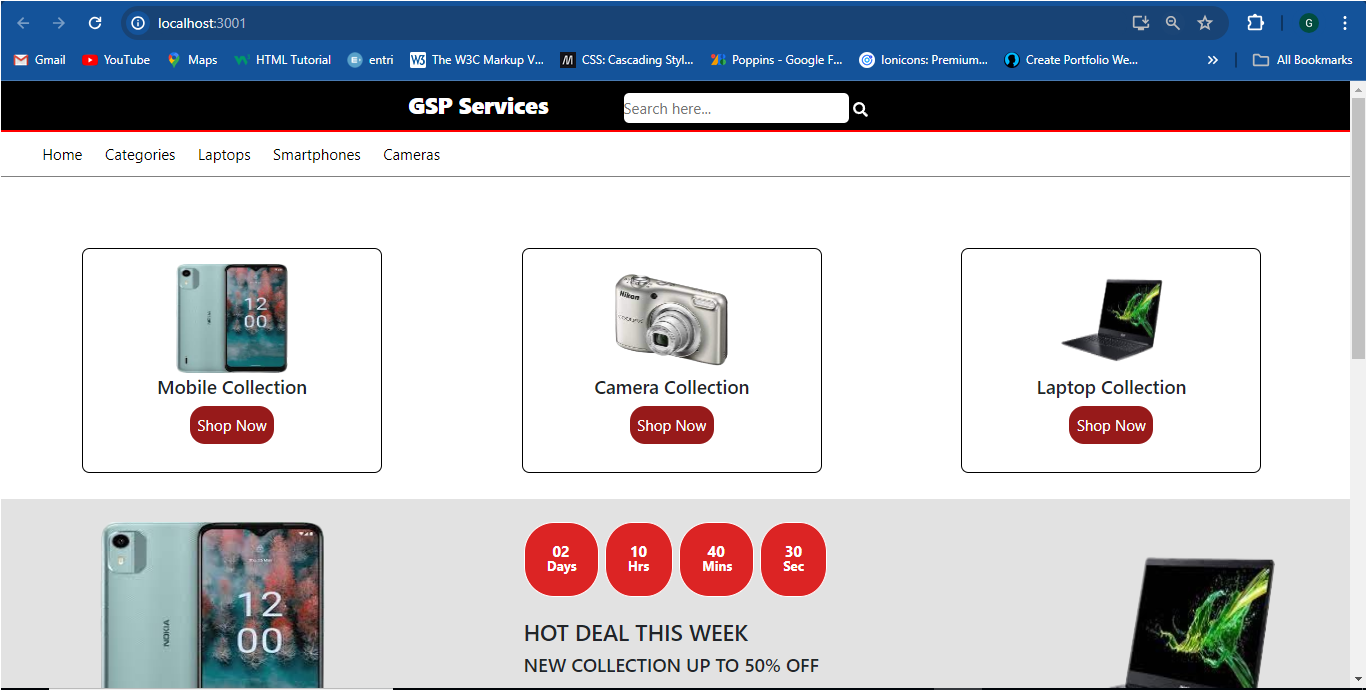 localhost:3001
G
Gmail YouTube Maps HTML Tutorial entri The W3C Markup V... CSS: Cascading Styl... Poppins - Google F... Ionicons: Premium... Create Portfolio We... » All Bookmarks
GSP Services Search here...
Home Categories Laptops Smartphones Cameras
12
00
Nikon
COOLPIX
Mobile Collection Camera Collection Laptop Collection
Shop Now Shop Now Shop Now
02 10 40 30
Days Hrs Mins Sec
12
00
NOKIA
HOT DEAL THIS WEEK
NEW COLLECTION UP TO 50% OFF